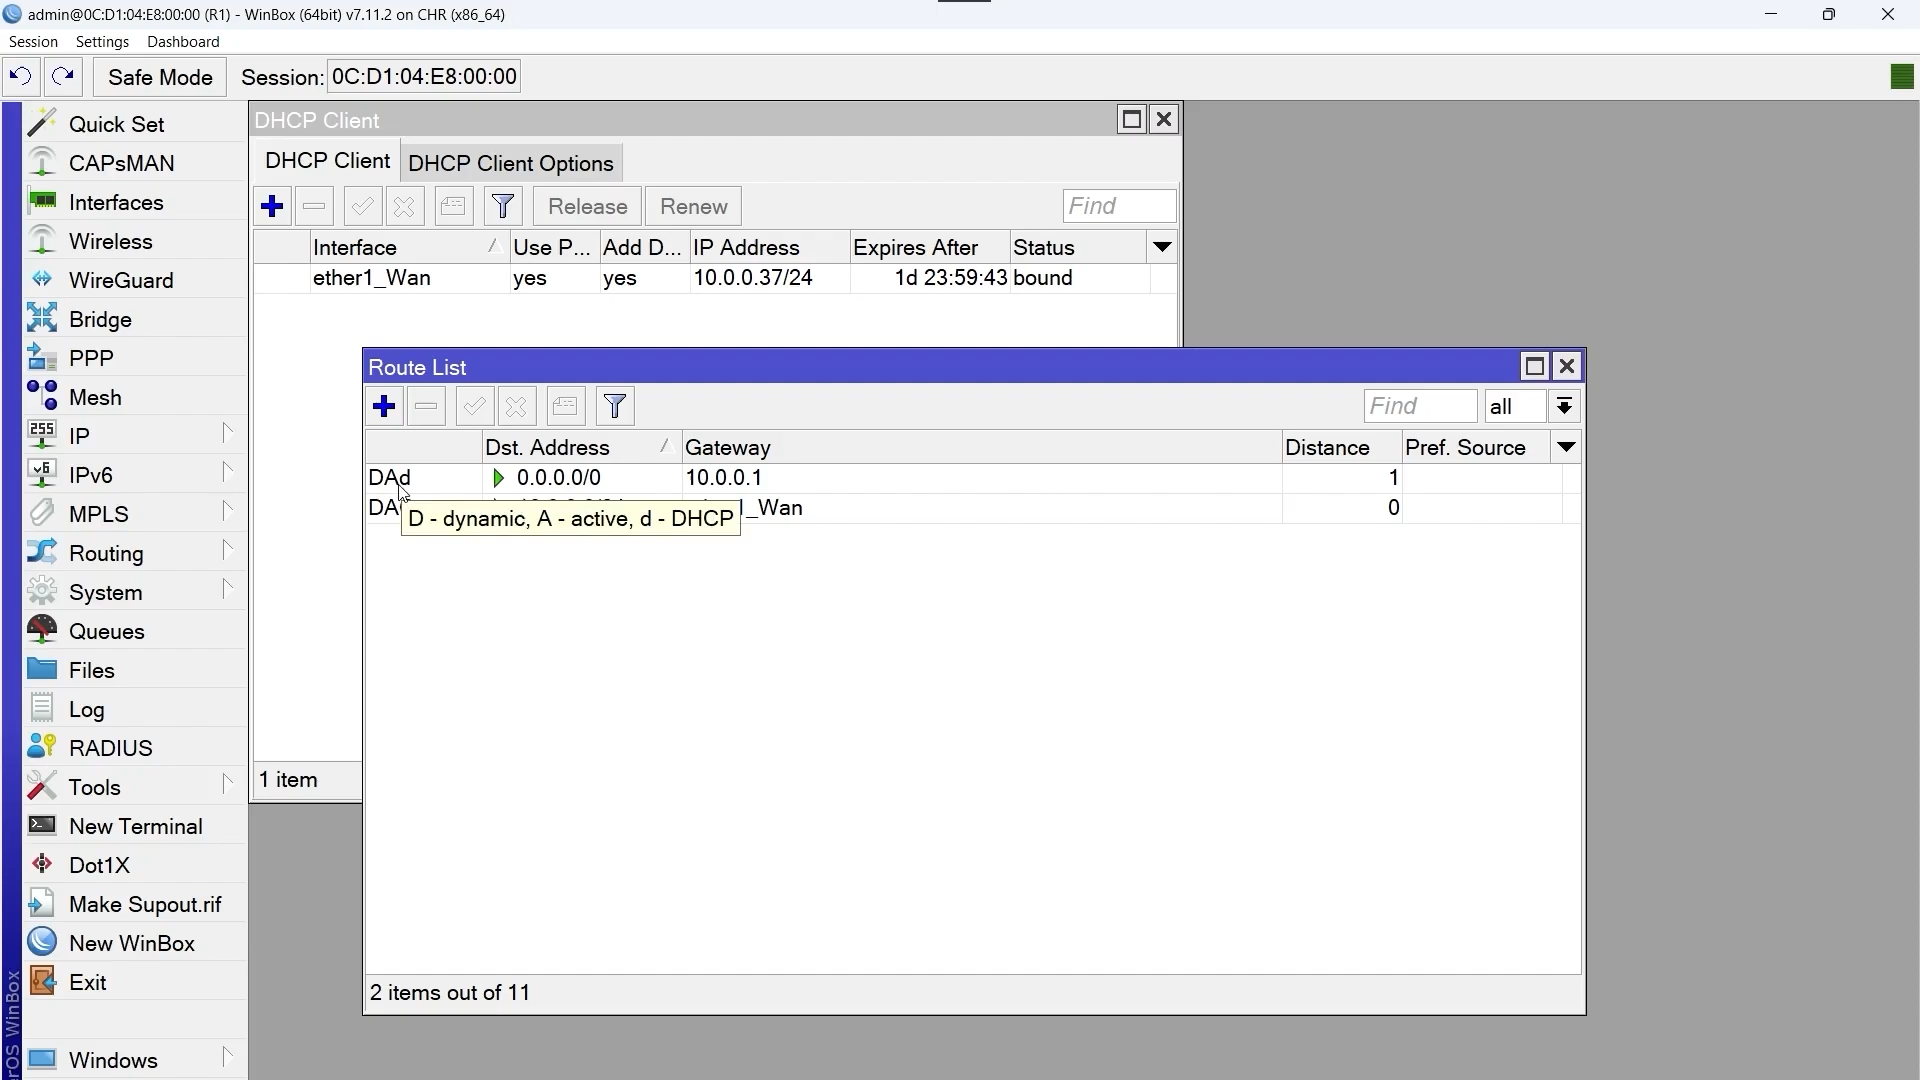 admin@0C:D1:04:E8:00:00 (R1) - WinBox (64bit) v7.11.2 on CHR (x86_64)
Session Settings Dashboard
Safe Mode Session: 0C:D1:04:E8:00:00
Quick Set
CAPsMAN
Interfaces
Wireless
WireGuard
Bridge
PPP
Mesh
255 IP
v6 IPv6
MPLS
Routing
System
Queues
Files
Log
RADIUS
Tools
New Terminal
Dot1X
Make Supout.rif
New WinBox
Exit
Windows
rOS WinBox
DHCP Client
DHCP Client DHCP Client Options
Release Renew Find
Interface Use P... Add D... IP Address Expires After Status
ether1_Wan yes yes 10.0.0.37/24 1d 23:59:43 bound
1 item
Route List
Find all
Dst. Address Gateway Distance Pref. Source
DAd 0.0.0.0/0 10.0.0.1 1
DA 1_Wan 0
D - dynamic, A - active, d - DHCP
2 items out of 11